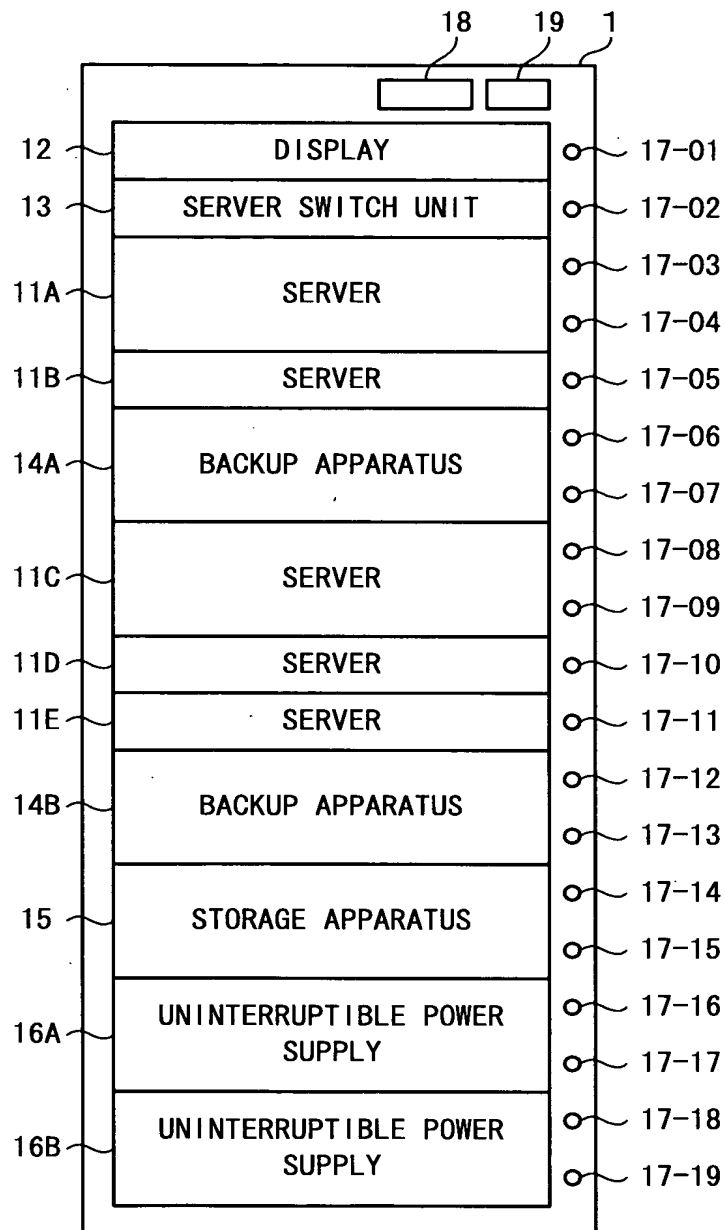 18 19 1
12 DISPLAY 17-01
13 SERVER SWITCH UNIT 17-02
17-03
11A SERVER
17-04
11B SERVER 17-05
17-06
14A BACKUP APPARATUS
17-07
17-08
11C SERVER
17-09
11D SERVER 17-10
11E SERVER 17-11
17-12
14B BACKUP APPARATUS
17-13
17-14
15 STORAGE APPARATUS
17-15
17-16
16A UNINTERRUPTIBLE POWER
SUPPLY
17-17
17-18
16B UNINTERRUPTIBLE POWER
SUPPLY
17-19